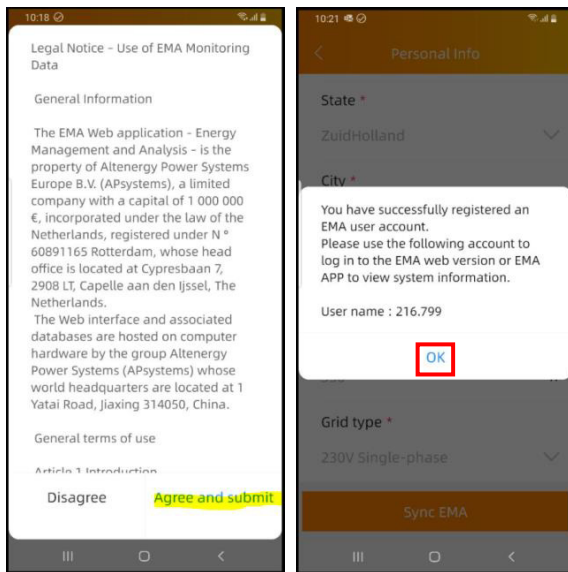 10:18
Legal Notice – Use of EMA Monitoring
Data
General Information
The EMA Web application - Energy
Management and Analysis – is the
property of Altenergy Power Systems
Europe B.V. (APsystems), a limited
company with a capital of 1 000 000
€, incorporated under the law of the
Netherlands, registered under N °
60891165 Rotterdam, whose head
office is located at Cypresbaan 7,
2908 LT, Capelle aan den Ijssel, The
Netherlands.
The Web interface and associated
databases are hosted on computer
hardware by the group Altenergy
Power Systems (APsystems) whose
world headquarters are located at 1
Yatai Road, Jiaxing 314050, China.
General terms of use
Article 1 Introduction
Disagree Agree and submit
10:21
Personal Info
State *
ZuidHolland
City *
You have successfully registered an
EMA user account.
Please use the following account to
log in to the EMA web version or EMA
APP to view system information.
User name : 216.799
OK
Grid type *
230V Single-phase
Sync EMA